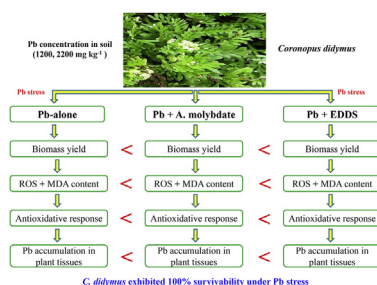 Pb concentration in soil
(1200, 2200 mg kg⁻¹)
Coronopus didymus
Pb stress
Pb stress
Pb-alone
Pb + A. molybdate
Pb + EDDS
Biomass yield < Biomass yield < Biomass yield
ROS + MDA content < ROS + MDA content < ROS + MDA content
Antioxidative response < Antioxidative response < Antioxidative response
Pb accumulation in
plant tissues
<
Pb accumulation in
plant tissues
<
Pb accumulation in
plant tissues
C. didymus exhibited 100% survivability under Pb stress